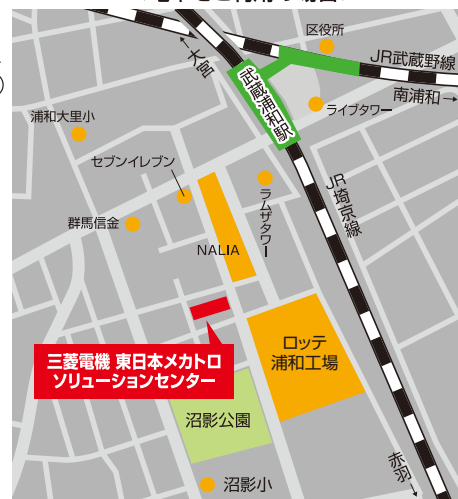 区役所
←大宮
JR武蔵野線
南浦和→
武蔵浦和駅
ライブタワー
浦和大里小
セブンイレブン
ラムザタワー
JR埼京線
群馬信金
NALIA
三菱電機 東日本メカトロ
ソリューションセンター
ロッテ
浦和工場
沼影公園
赤羽→
沼影小